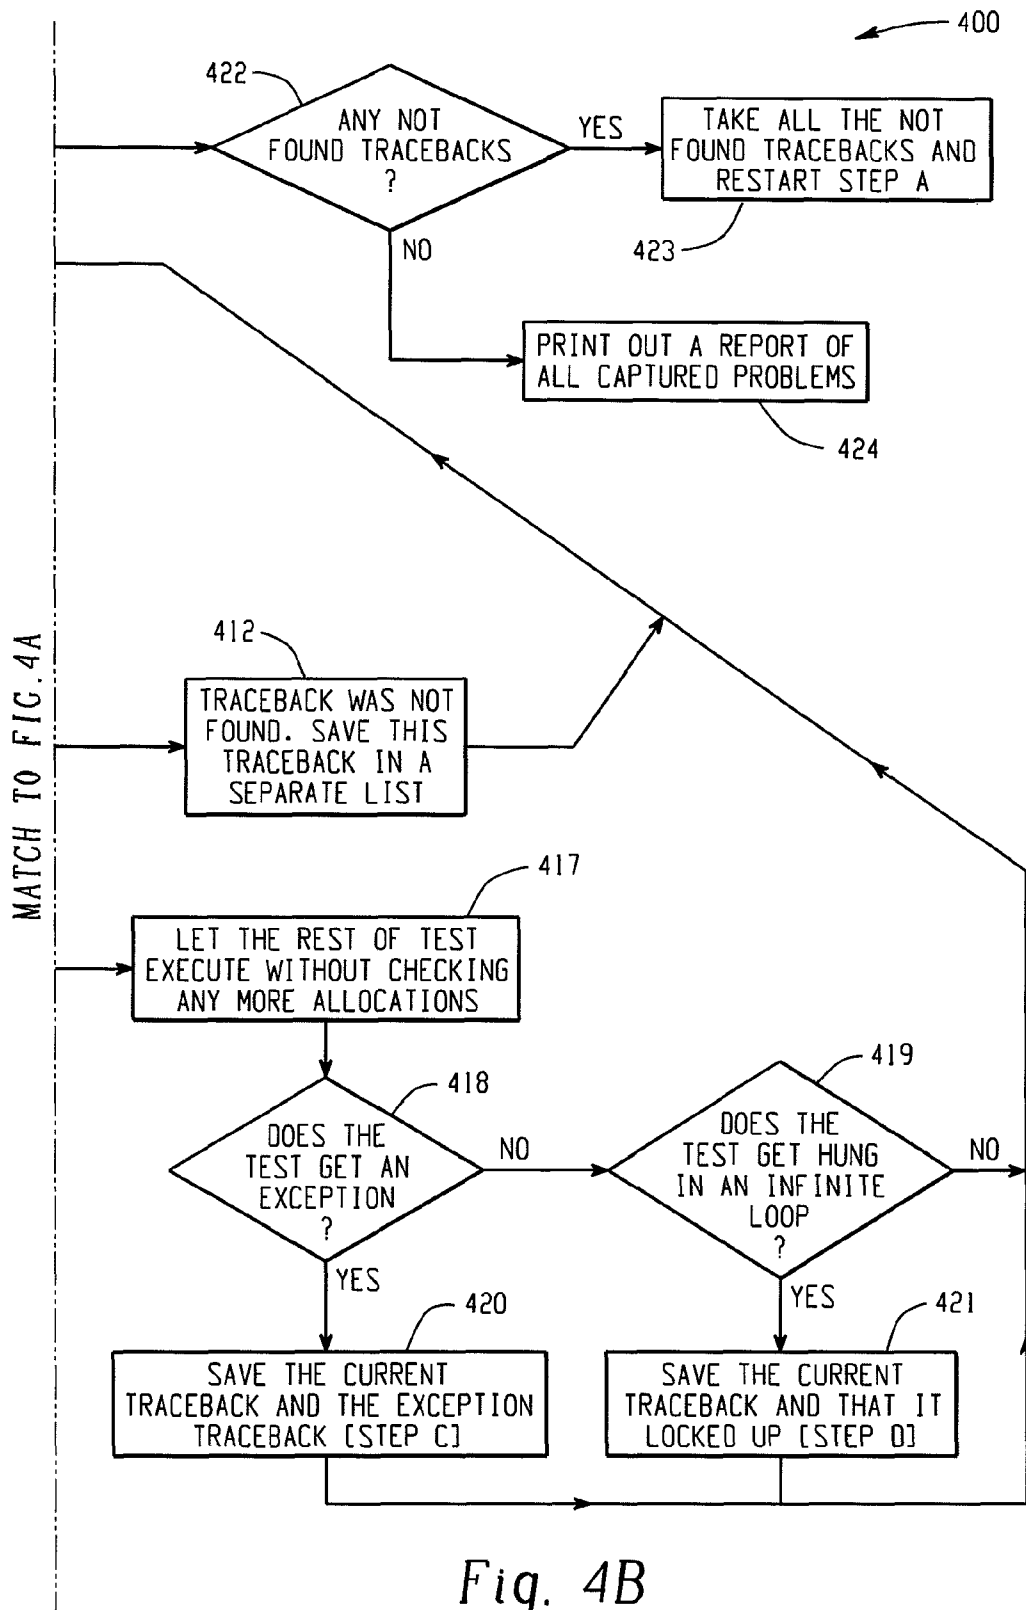 400
422
ANY NOT
FOUND TRACEBACKS
?
YES
TAKE ALL THE NOT
FOUND TRACEBACKS AND
RESTART STEP A
423
NO
PRINT OUT A REPORT OF
ALL CAPTURED PROBLEMS
424
MATCH TO FIG. 4A
412
TRACEBACK WAS NOT
FOUND. SAVE THIS
TRACEBACK IN A
SEPARATE LIST
417
LET THE REST OF TEST
EXECUTE WITHOUT CHECKING
ANY MORE ALLOCATIONS
418
DOES THE
TEST GET AN
EXCEPTION
?
NO
419
DOES THE
TEST GET HUNG
IN AN INFINITE
LOOP
?
NO
YES
420
SAVE THE CURRENT
TRACEBACK AND THE EXCEPTION
TRACEBACK [STEP C]
YES
421
SAVE THE CURRENT
TRACEBACK AND THAT IT
LOCKED UP [STEP D]
Fig. 4B